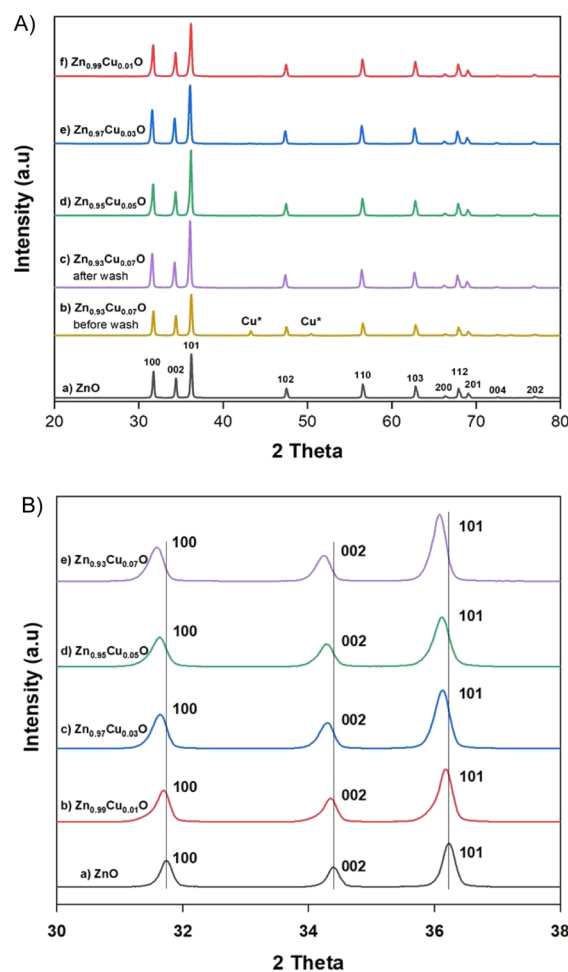 A)
f) Zn0.99Cu0.01O
e) Zn0.97Cu0.03O
d) Zn0.95Cu0.05O
c) Zn0.93Cu0.07O
after wash
b) Zn0.93Cu0.07O
before wash
Cu* Cu*
a) ZnO
100 002 101 102 110 103 200 112 201 004 202
Intensity (a.u)
20 30 40 50 60 70 80
2 Theta
B)
e) Zn0.93Cu0.07O
100 002 101
d) Zn0.95Cu0.05O
100 002 101
c) Zn0.97Cu0.03O
100 002 101
b) Zn0.99Cu0.01O
100 002 101
a) ZnO
100 002 101
Intensity (a.u)
30 32 34 36 38
2 Theta